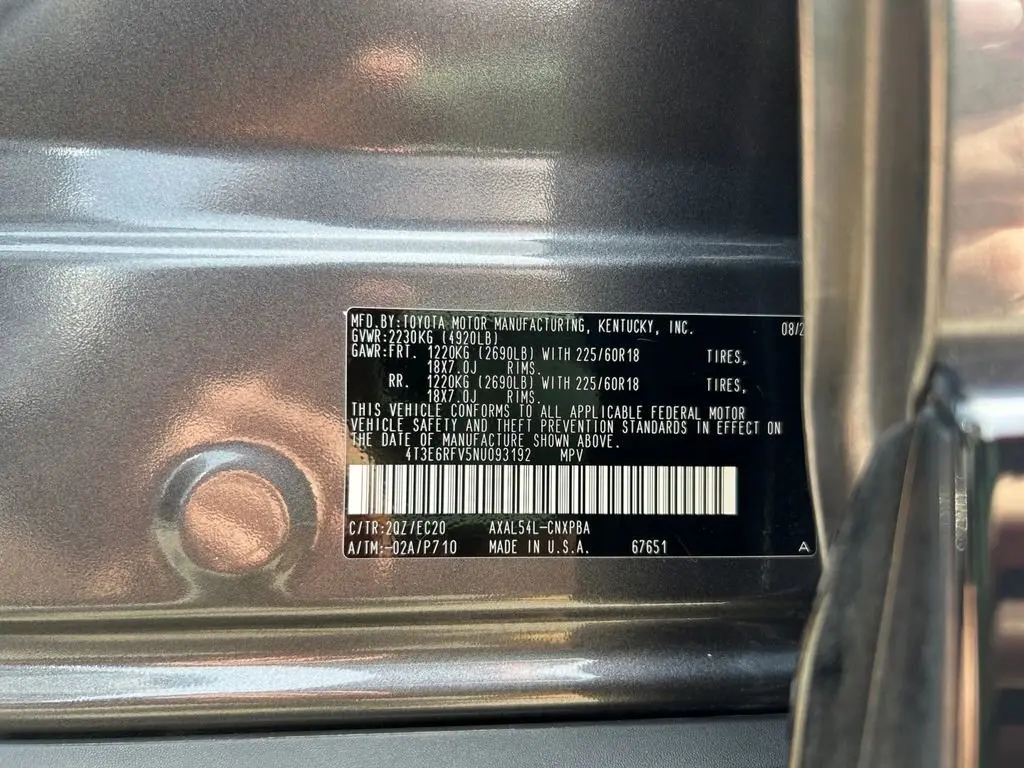 MFD.BY:TOYOTA MOTOR MANUFACTURING, KENTUCKY, INC. 08/2
GVWR:2230KG (4920LB)
GAWR:FRT. 1220KG (2690LB) WITH 225/60R18 TIRES,
18X7.0J RIMS.
RR. 1220KG (2690LB) WITH 225/60R18 TIRES,
18X7.0J RIMS.
THIS VEHICLE CONFORMS TO ALL APPLICABLE FEDERAL MOTOR
VEHICLE SAFETY AND THEFT PREVENTION STANDARDS IN EFFECT ON
THE DATE OF MANUFACTURE SHOWN ABOVE.
4T3E6RFV5NU093192 MPV
C/TR:2QZ/EC20 AXAL54L-CNXPBA
A/TM:-02A/P710 MADE IN U.S.A. 67651 A